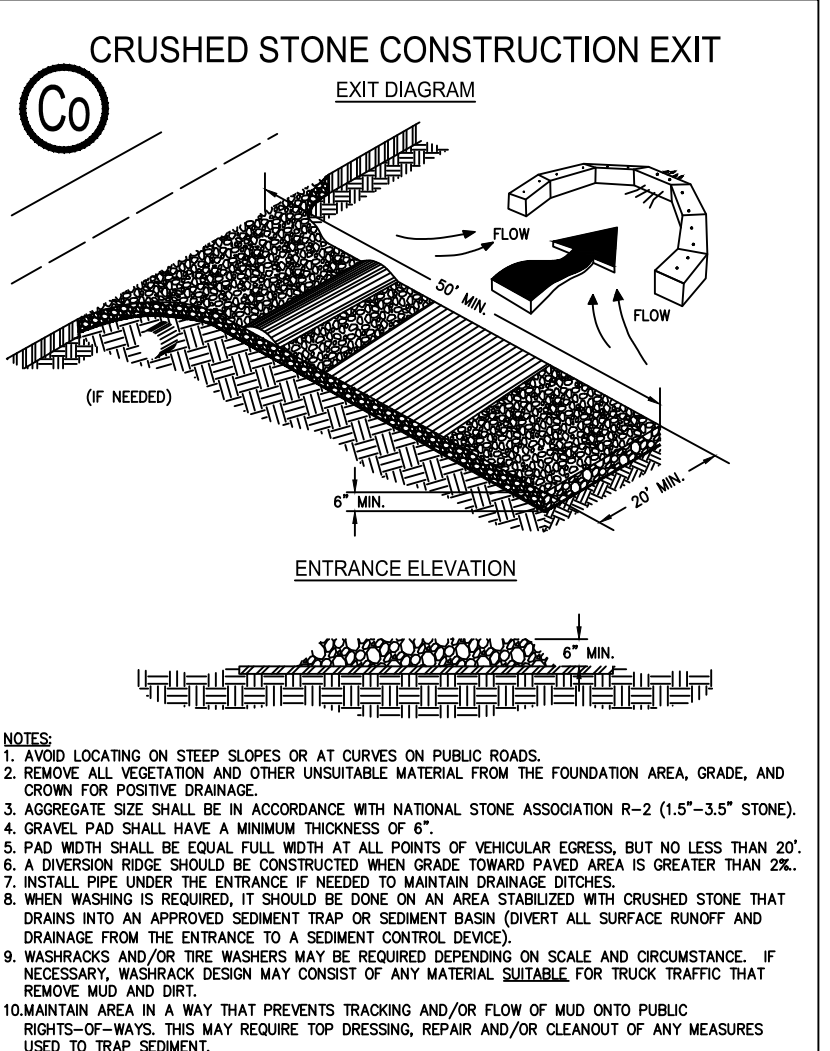 CRUSHED STONE CONSTRUCTION EXIT
Co
EXIT DIAGRAM
FLOW
50' MIN.
FLOW
(IF NEEDED)
6" MIN.
20' MIN.
ENTRANCE ELEVATION
6" MIN.
NOTES:
1. AVOID LOCATING ON STEEP SLOPES OR AT CURVES ON PUBLIC ROADS.
2. REMOVE ALL VEGETATION AND OTHER UNSUITABLE MATERIAL FROM THE FOUNDATION AREA, GRADE, AND
CROWN FOR POSITIVE DRAINAGE.
3. AGGREGATE SIZE SHALL BE IN ACCORDANCE WITH NATIONAL STONE ASSOCIATION R-2 (1.5"-3.5" STONE).
4. GRAVEL PAD SHALL HAVE A MINIMUM THICKNESS OF 6".
5. PAD WIDTH SHALL BE EQUAL FULL WIDTH AT ALL POINTS OF VEHICULAR EGRESS, BUT NO LESS THAN 20'.
6. A DIVERSION RIDGE SHOULD BE CONSTRUCTED WHEN GRADE TOWARD PAVED AREA IS GREATER THAN 2%..
7. INSTALL PIPE UNDER THE ENTRANCE IF NEEDED TO MAINTAIN DRAINAGE DITCHES.
8. WHEN WASHING IS REQUIRED, IT SHOULD BE DONE ON AN AREA STABILIZED WITH CRUSHED STONE THAT
DRAINS INTO AN APPROVED SEDIMENT TRAP OR SEDIMENT BASIN (DIVERT ALL SURFACE RUNOFF AND
DRAINAGE FROM THE ENTRANCE TO A SEDIMENT CONTROL DEVICE).
9. WASHRACKS AND/OR TIRE WASHERS MAY BE REQUIRED DEPENDING ON SCALE AND CIRCUMSTANCE. IF
NECESSARY, WASHRACK DESIGN MAY CONSIST OF ANY MATERIAL SUITABLE FOR TRUCK TRAFFIC THAT
REMOVE MUD AND DIRT.
10.MAINTAIN AREA IN A WAY THAT PREVENTS TRACKING AND/OR FLOW OF MUD ONTO PUBLIC
RIGHTS-OF-WAYS. THIS MAY REQUIRE TOP DRESSING, REPAIR AND/OR CLEANOUT OF ANY MEASURES
USED TO TRAP SEDIMENT.